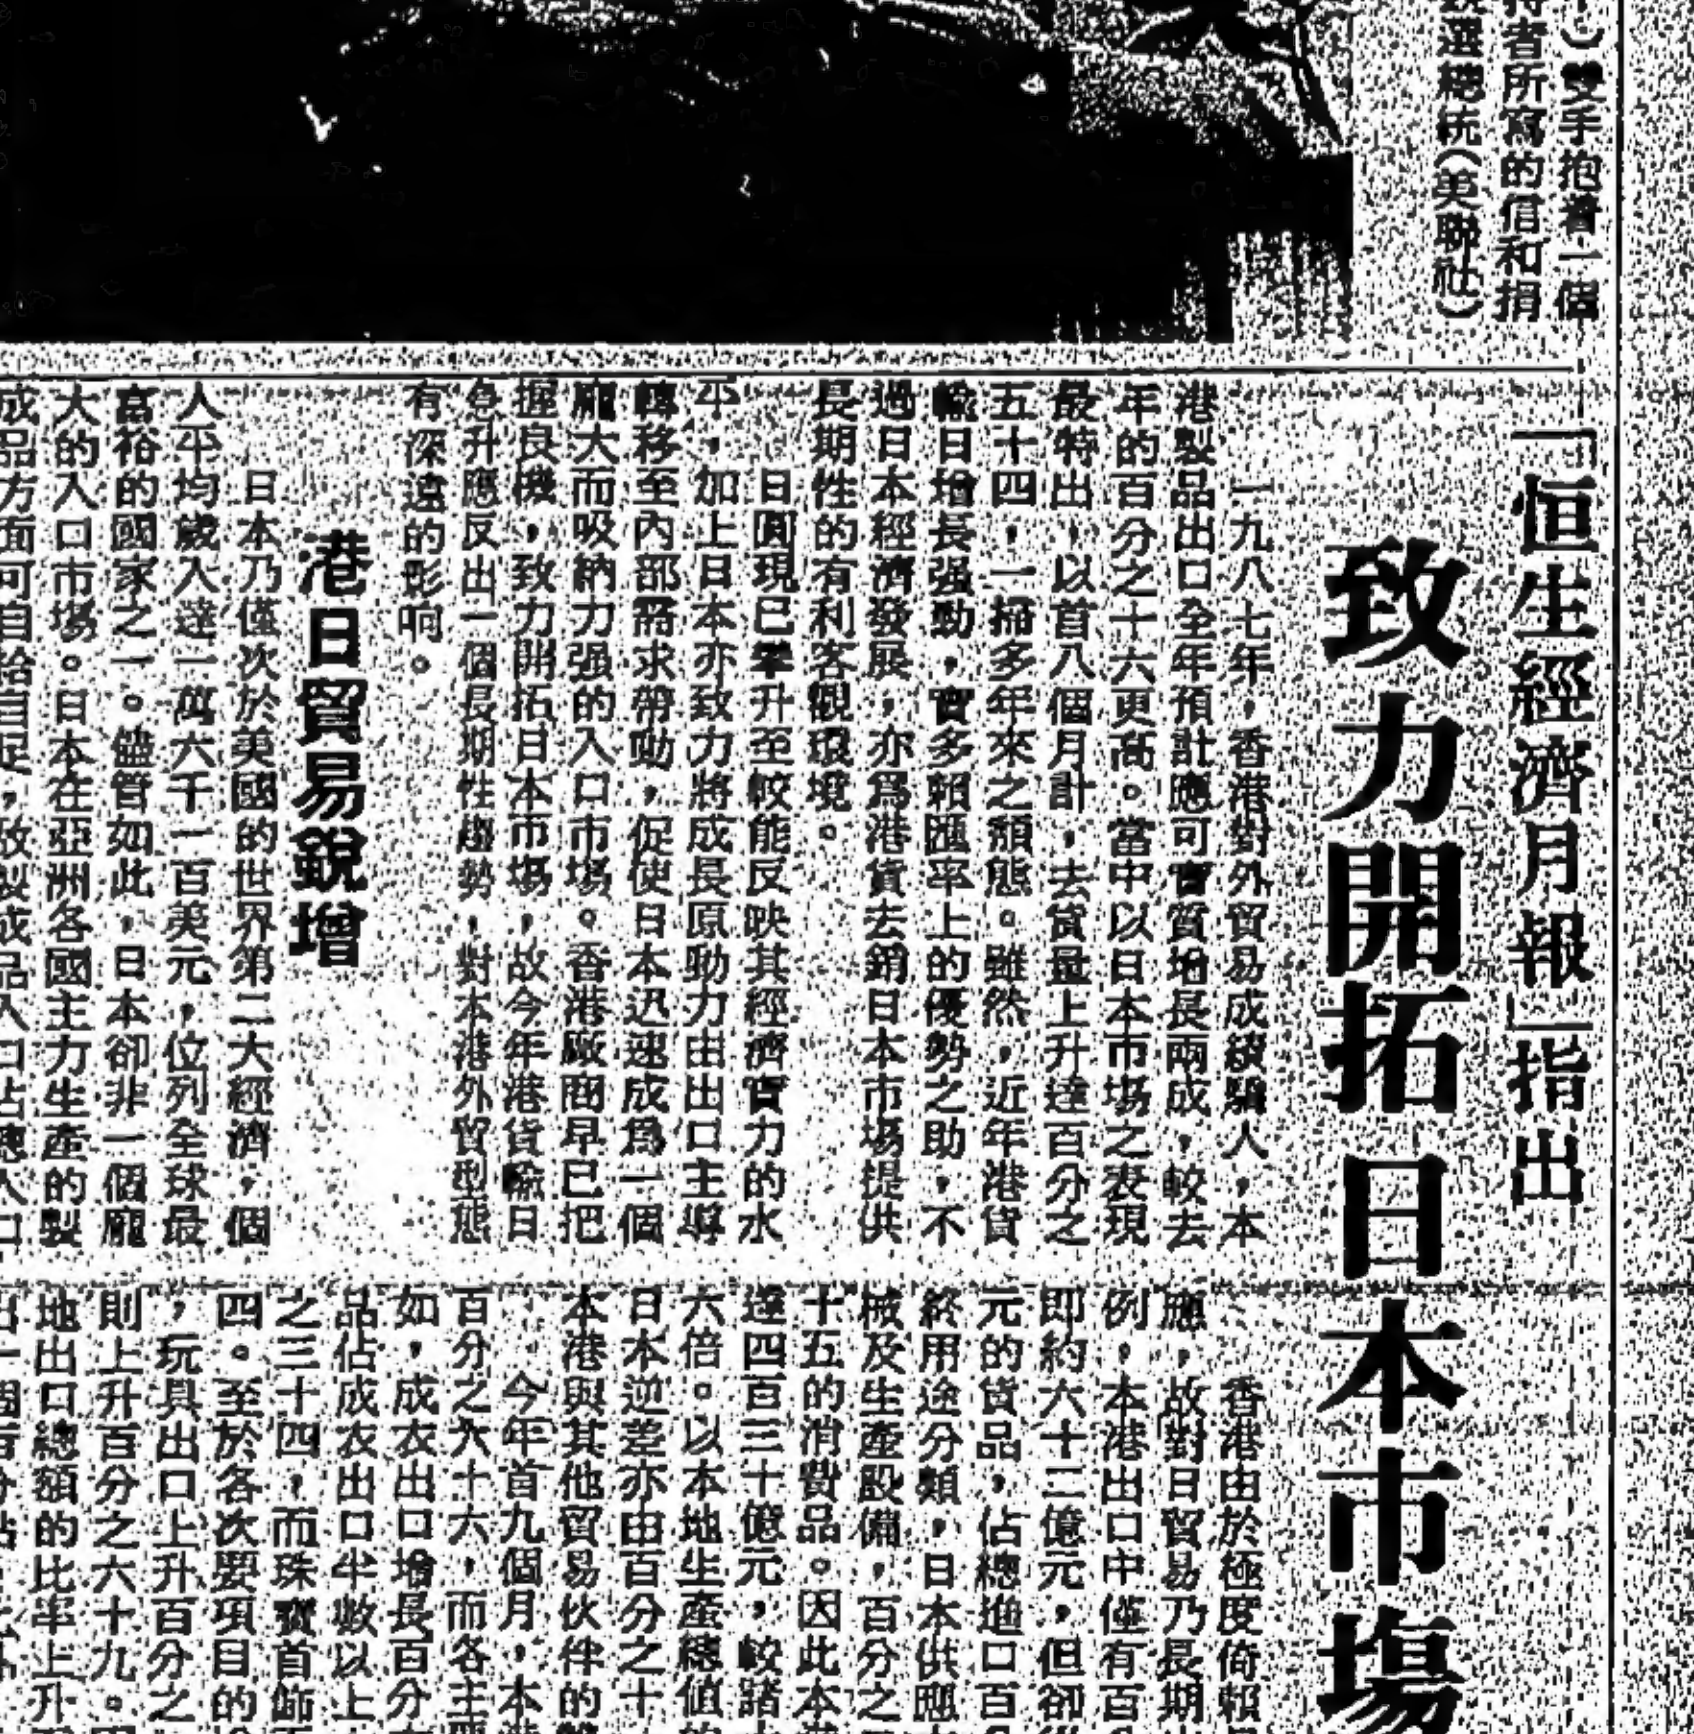 雙手抱着一個
持者所寫的信和捐
選總統（美聯社）
「恒生經濟月報」指出
致力開拓日本市場
一九八七年，香港對外貿易成績驕人，本
港製品出口全年預計應可實質增長兩成，較去
年的百分之十六更高。當中以日本市場之表現
最特出，以首八個月計，去貨量上升達百分之
五十四，一掃多年來之頹態。雖然，近年港貨
輸日增長强勁，實多賴匯率上的優勢之助，不
過日本經濟發展，亦爲港貨去銷日本市場提供
長期性的有利客觀環境。
日圓現已攀升至較能反映其經濟實力的水
平，加上日本亦致力將成長原動力由出口主導
轉移至內部需求帶動，促使日本迅速成爲一個
龐大而吸納力强的入口市場。香港廠商早已把
握良機，致力開拓日本市場，故今年港貨輸日
急升應反出一個長期性趨勢，對本港外貿型態
有深遠的影响。
港日貿易銳增
日本乃僅次於美國的世界第二大經濟，個
人平均歲入達一萬六千一百美元，位列全球最
富裕的國家之一。儘管如此，日本卻非一個龐
大的入口市場。日本在亞洲各國主力生產的製
成品方面可自給自足，故製成品入口佔總入口
香港由於極度倚賴
應，故對日貿易乃長期
例，本港出口中僅有百
即約六十二億元，但卻
元的貨品，佔總進口百
終用途分類，日本供應
械及生產設備，百分之
十五的消費品。因此本
達四百三十億元，較諸
六倍。以本地生產總值
日本逆差亦由百分之十
本港與其他貿易伙伴的
今年首九個月，本
百分之六十六，而各主
如，成衣出口增長百分
品佔成衣出口半數以上
之三十四，而珠寶首飾
四。至於各次要項目的
，玩具出口上升百分之
則上升百分之六十九。
地出口總額的比率上升
出一個百分點